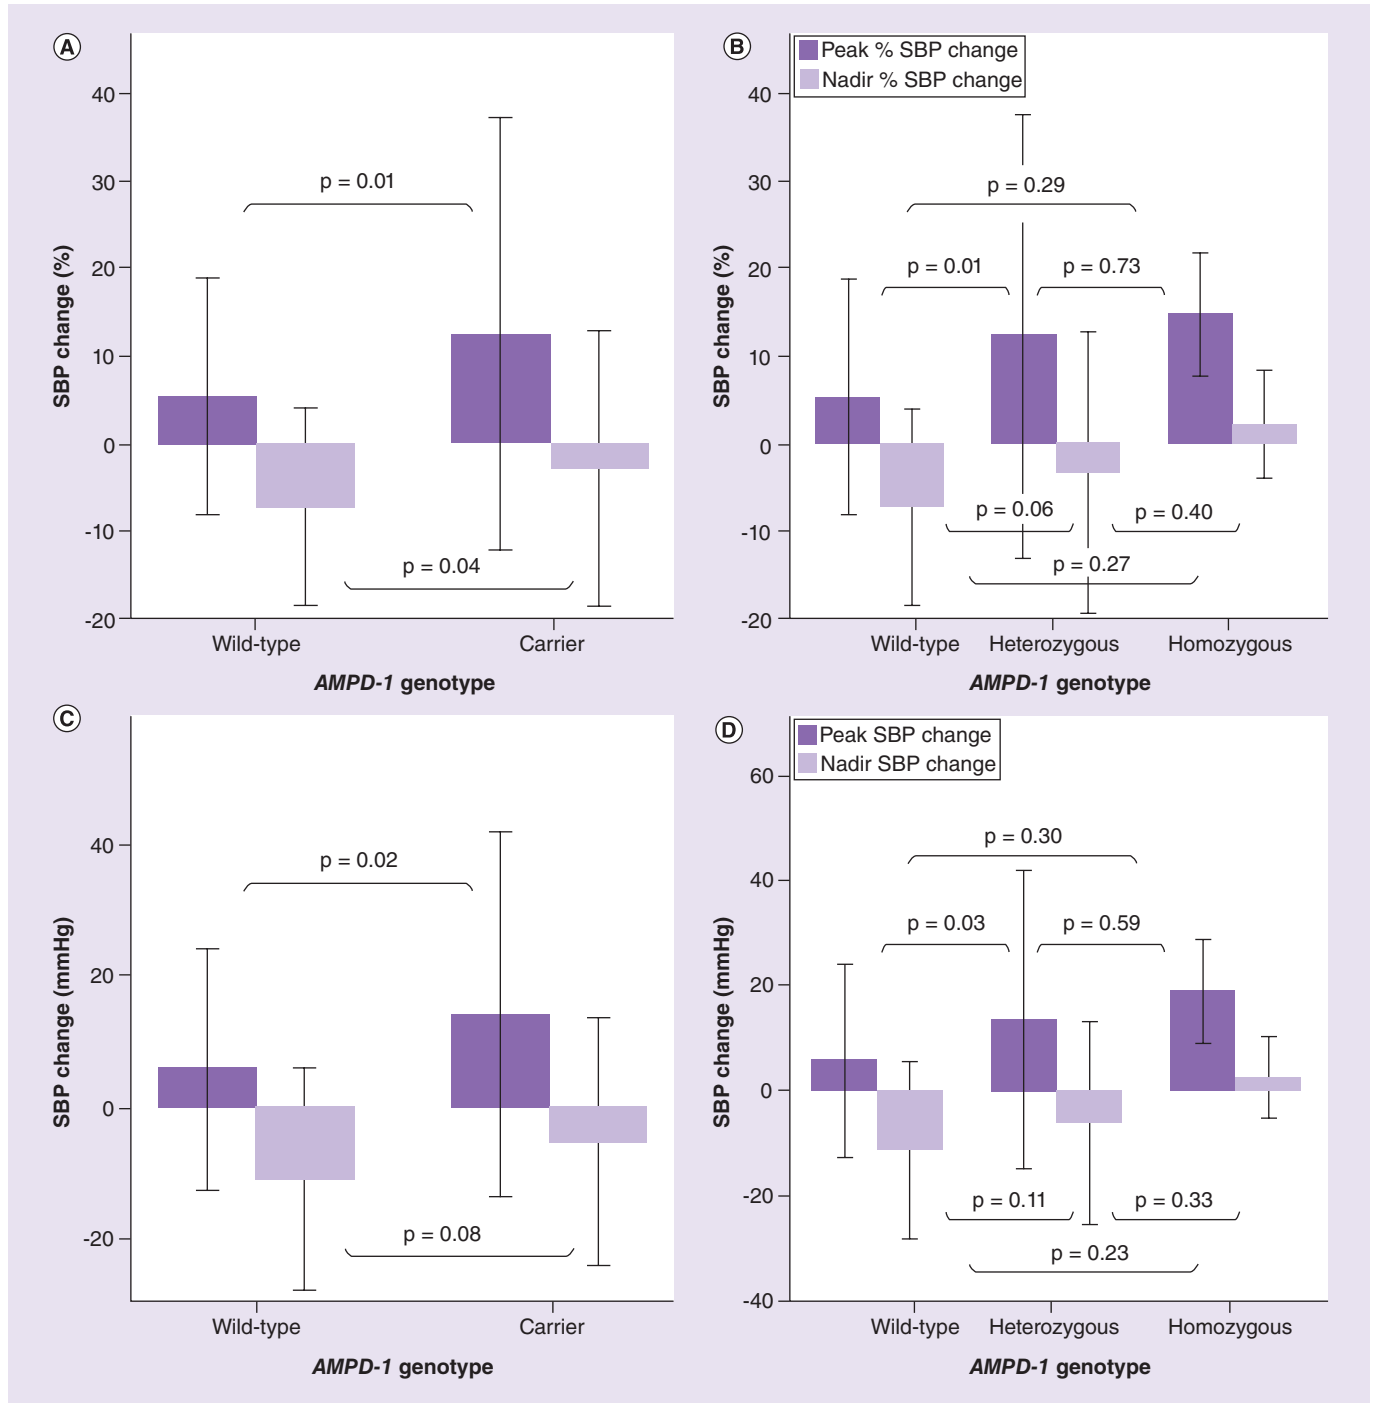 A
SBP change (%)
40
30
20
10
0
-10
-20
p = 0.01
p = 0.04
Wild-type
Carrier
AMPD-1 genotype
B
Peak % SBP change
Nadir % SBP change
SBP change (%)
40
30
20
10
0
-10
-20
p = 0.29
p = 0.01
p = 0.73
p = 0.06
p = 0.40
p = 0.27
Wild-type
Heterozygous
Homozygous
AMPD-1 genotype
C
SBP change (mmHg)
40
20
0
-20
p = 0.02
p = 0.08
Wild-type
Carrier
AMPD-1 genotype
D
Peak SBP change
Nadir SBP change
SBP change (mmHg)
60
40
20
0
-20
-40
p = 0.30
p = 0.03
p = 0.59
p = 0.11
p = 0.33
p = 0.23
Wild-type
Heterozygous
Homozygous
AMPD-1 genotype